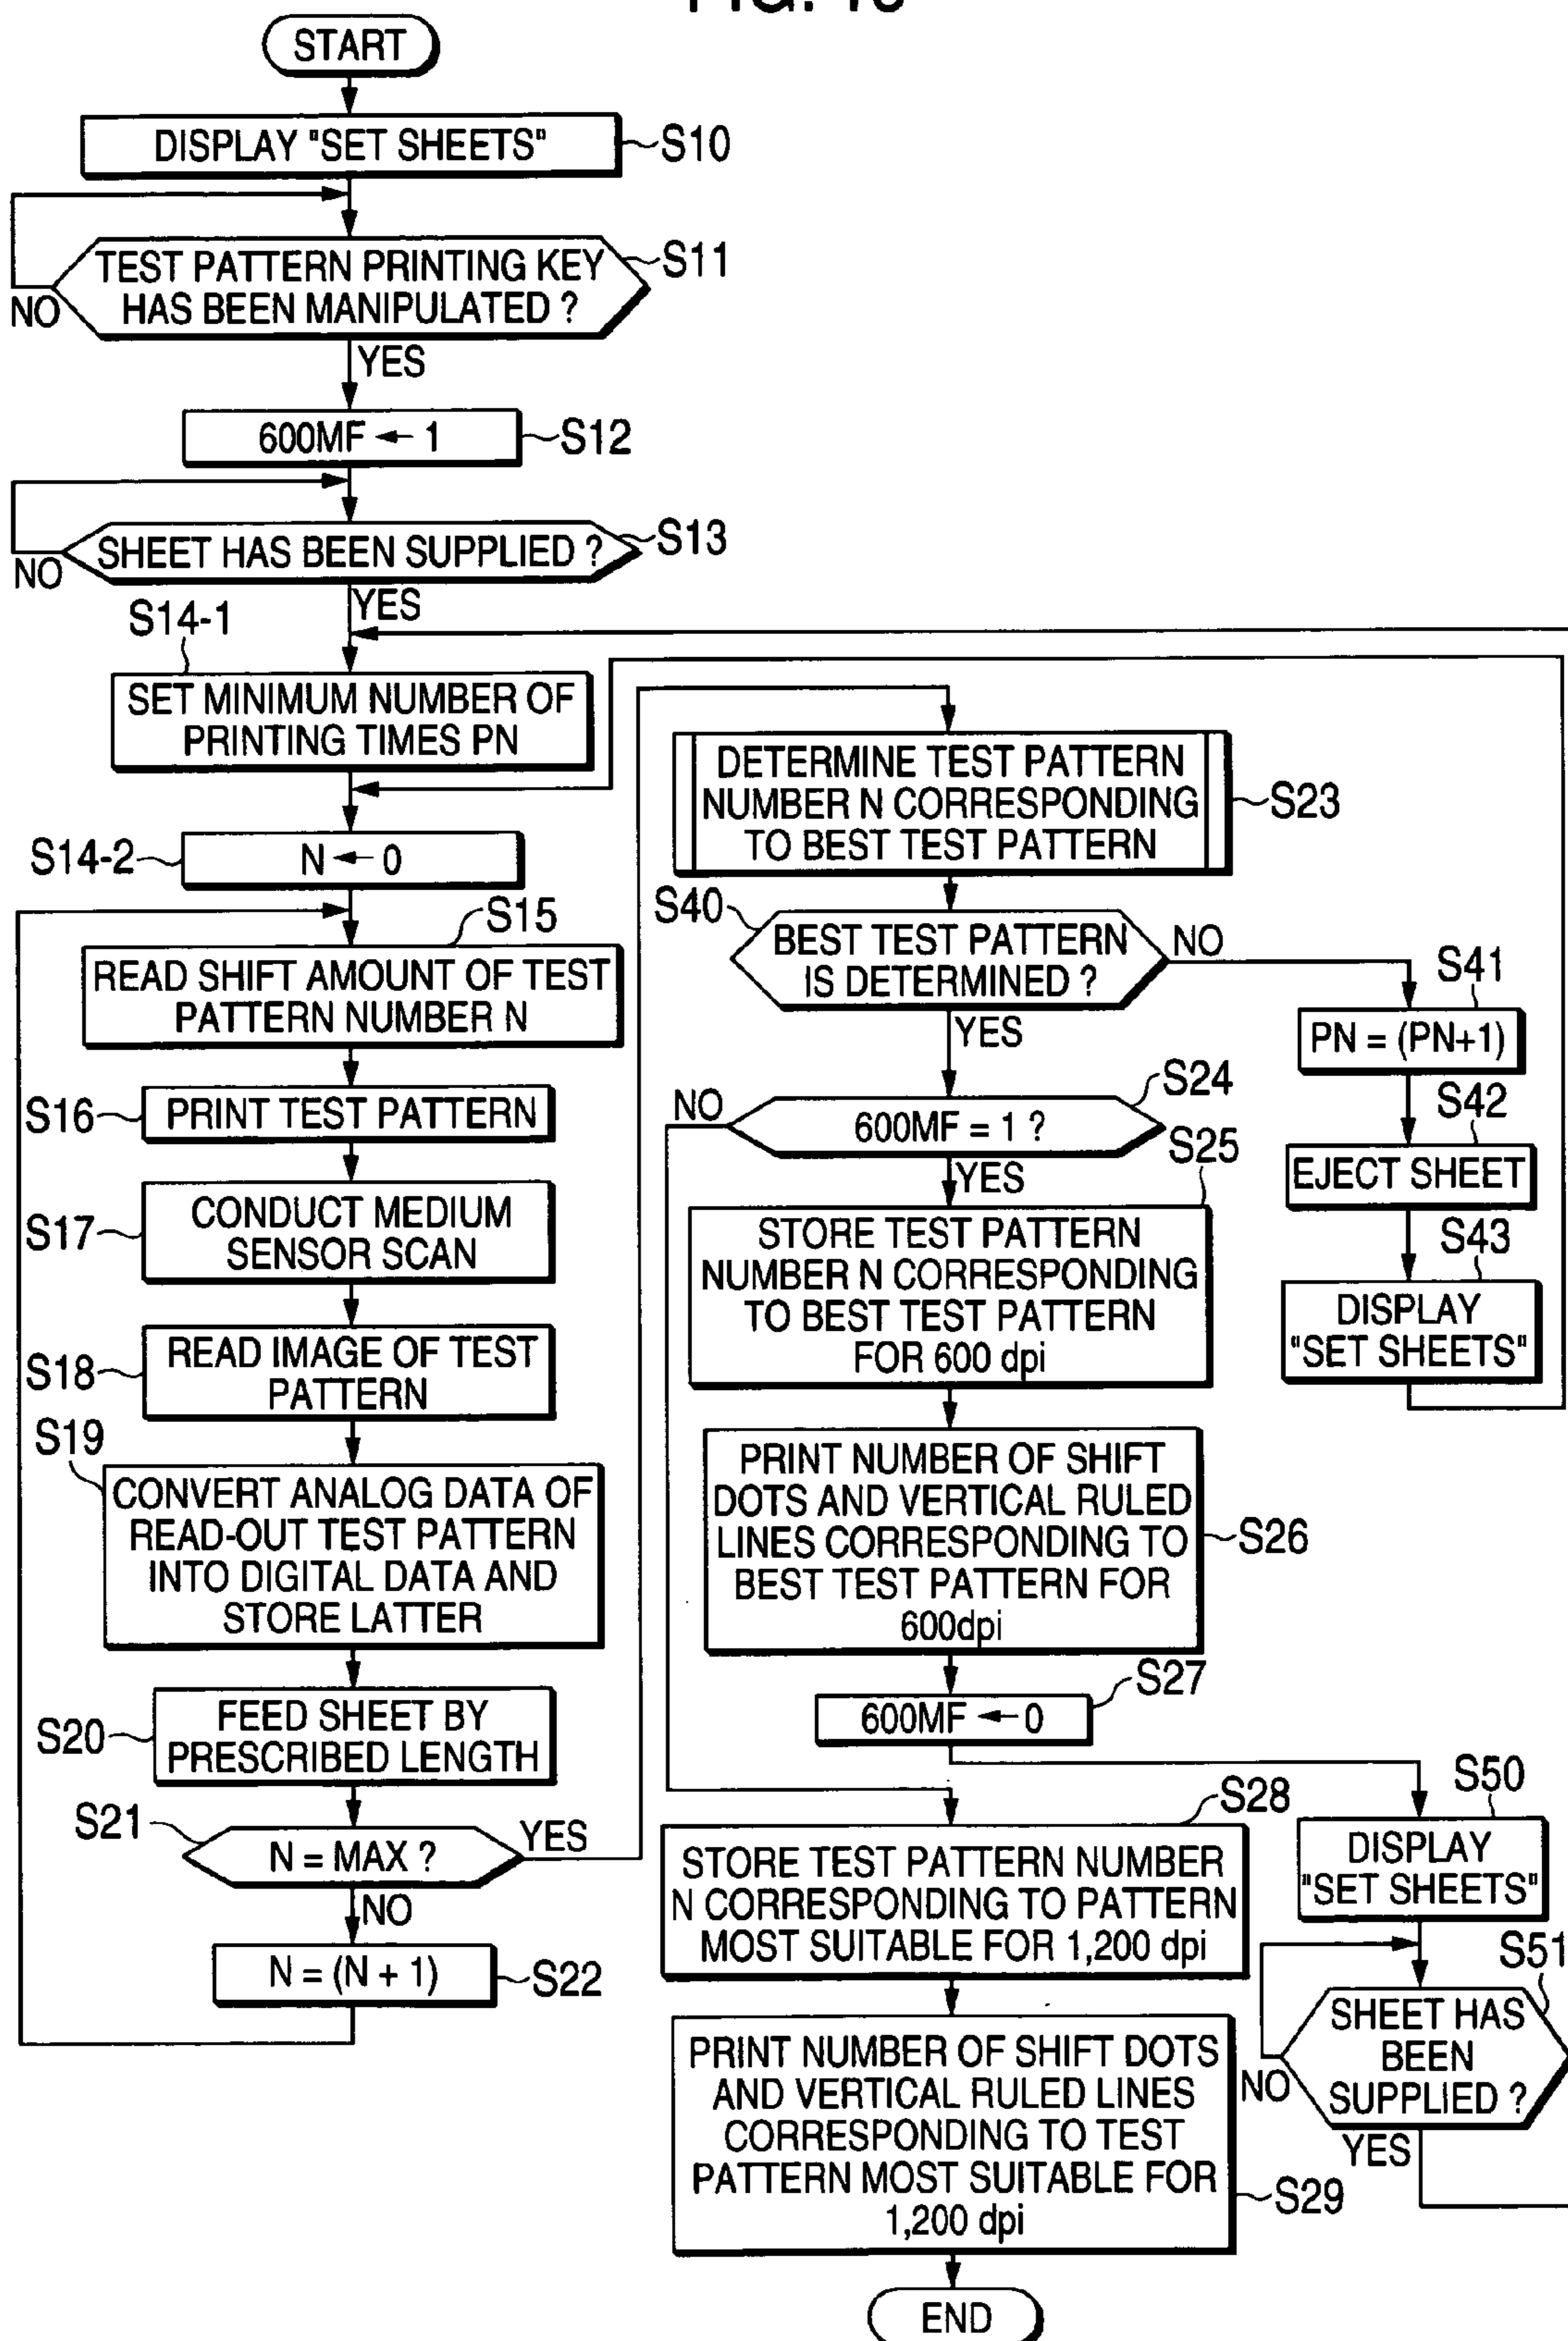 START
DISPLAY "SET SHEETS"
S10
TEST PATTERN PRINTING KEY
HAS BEEN MANIPULATED ?
S11
NO
YES
600MF ← 1
S12
SHEET HAS BEEN SUPPLIED ?
S13
NO
YES
S14-1
SET MINIMUM NUMBER OF
PRINTING TIMES PN
S14-2
N ← 0
S15
READ SHIFT AMOUNT OF TEST
PATTERN NUMBER N
S16
PRINT TEST PATTERN
S17
CONDUCT MEDIUM
SENSOR SCAN
S18
READ IMAGE OF TEST
PATTERN
S19
CONVERT ANALOG DATA OF
READ-OUT TEST PATTERN
INTO DIGITAL DATA AND
STORE LATTER
S20
FEED SHEET BY
PRESCRIBED LENGTH
S21
N = MAX ?
YES
NO
N = (N + 1)
S22
DETERMINE TEST PATTERN
NUMBER N CORRESPONDING
TO BEST TEST PATTERN
S23
S40
BEST TEST PATTERN
IS DETERMINED ?
NO
YES
S41
PN = (PN+1)
S42
EJECT SHEET
S43
DISPLAY
"SET SHEETS"
S24
NO
600MF = 1 ?
YES
S25
STORE TEST PATTERN
NUMBER N CORRESPONDING
TO BEST TEST PATTERN
FOR 600 dpi
PRINT NUMBER OF SHIFT
DOTS AND VERTICAL RULED
LINES CORRESPONDING TO
BEST TEST PATTERN FOR
600dpi
S26
S27
600MF ← 0
S28
STORE TEST PATTERN NUMBER
N CORRESPONDING TO PATTERN
MOST SUITABLE FOR 1,200 dpi
PRINT NUMBER OF SHIFT DOTS
AND VERTICAL RULED LINES
CORRESPONDING TO TEST
PATTERN MOST SUITABLE FOR
1,200 dpi
S29
S50
DISPLAY
"SET SHEETS"
S51
SHEET HAS
BEEN
SUPPLIED ?
NO
YES
END